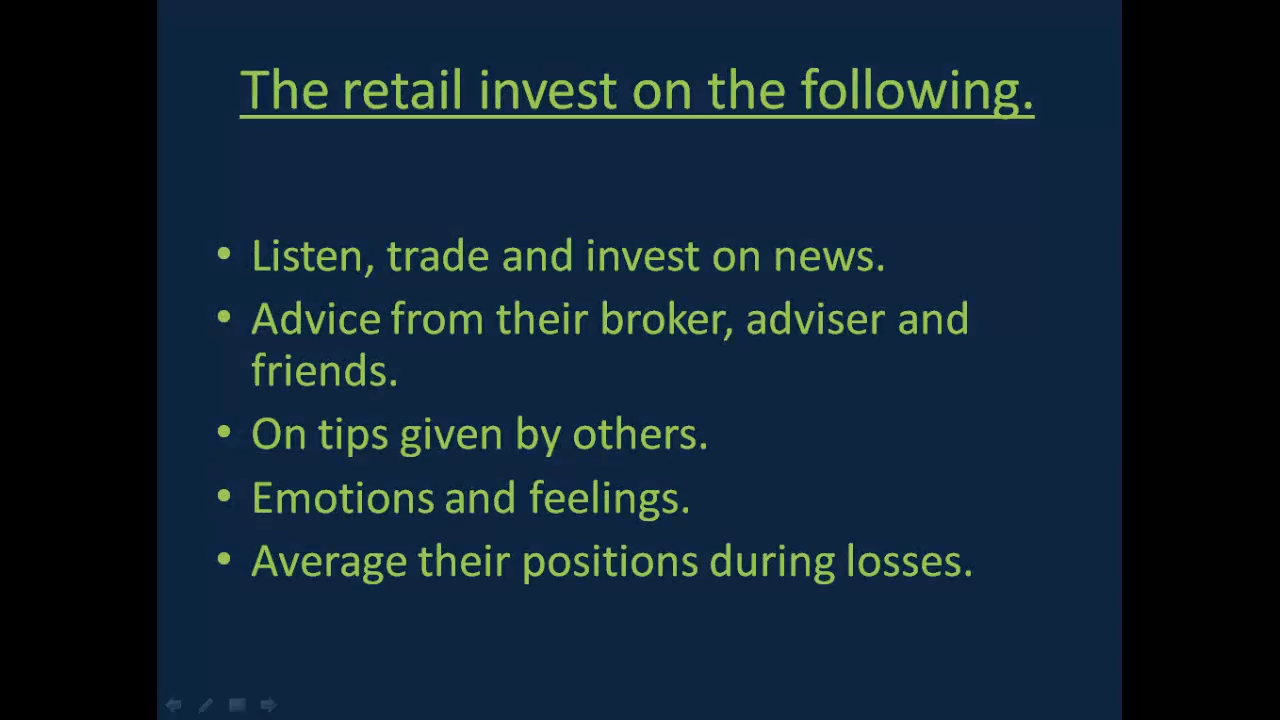 The retail invest on the following.
• Listen, trade and invest on news.
• Advice from their broker, adviser and
friends.
• On tips given by others.
• Emotions and feelings.
• Average their positions during losses.